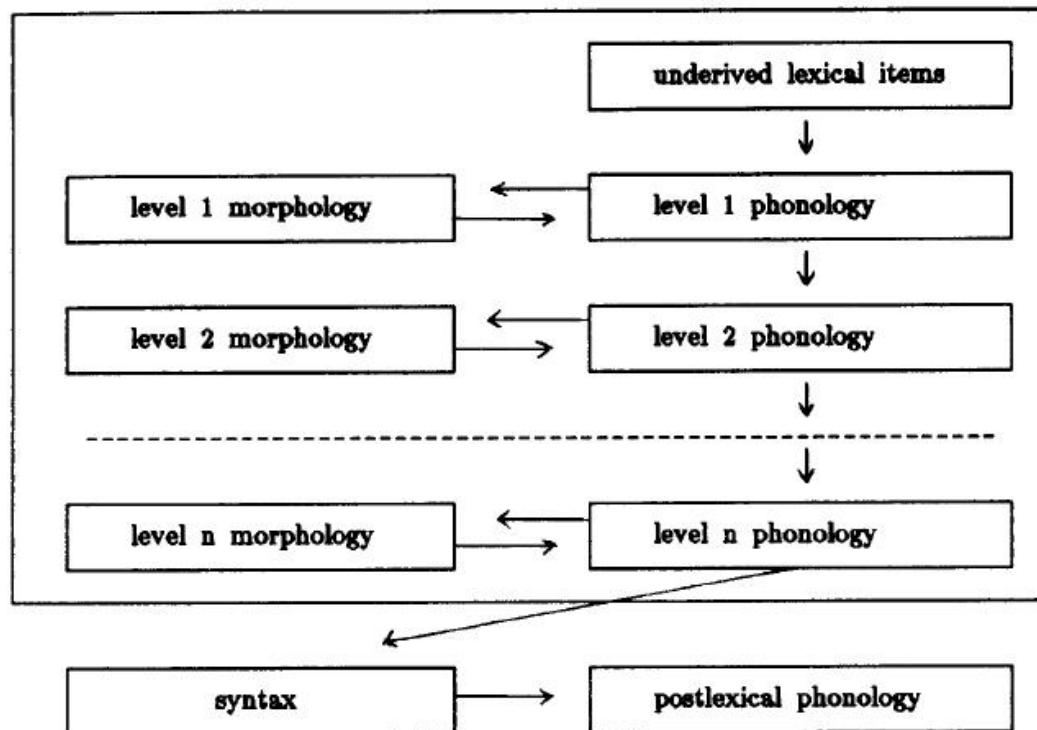 underived lexical items
level 1 morphology
level 1 phonology
level 2 morphology
level 2 phonology
level n morphology
level n phonology
syntax
postlexical phonology